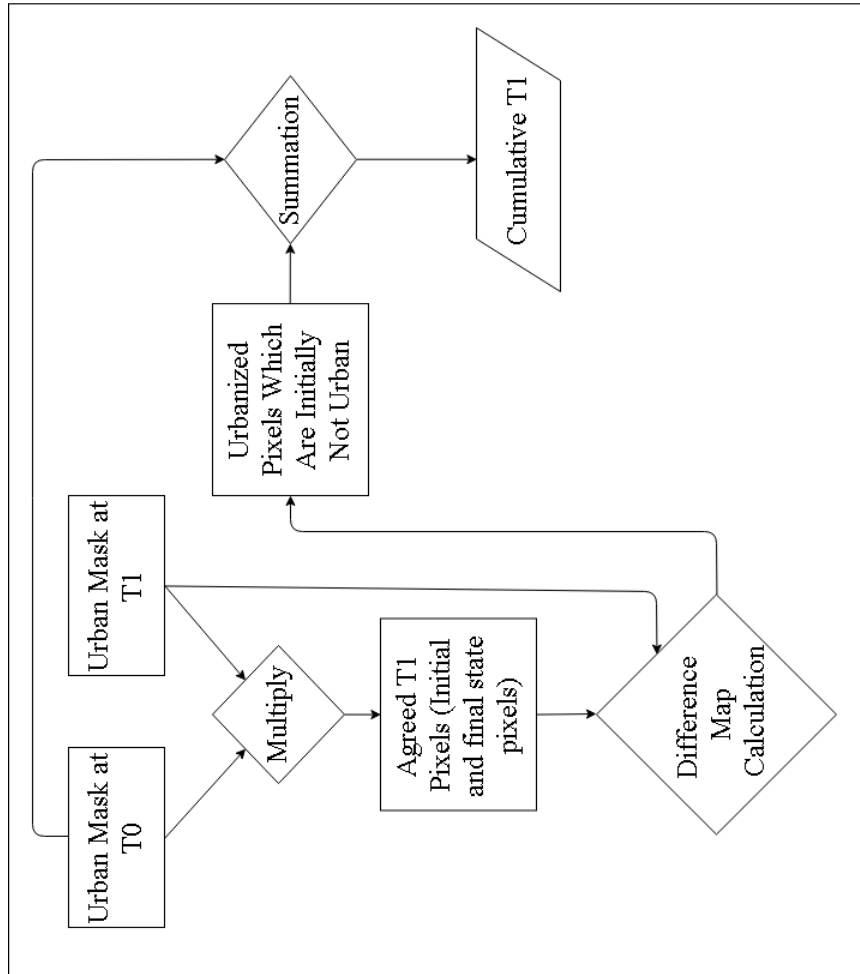 Urban Mask at
T0
Urban Mask at
T1
Multiply
Agreed T1
Pixels (Initial
and final state
pixels)
Difference
Map
Calculation
Urbanized
Pixels Which
Are Initially
Not Urban
Summation
Cumulative T1